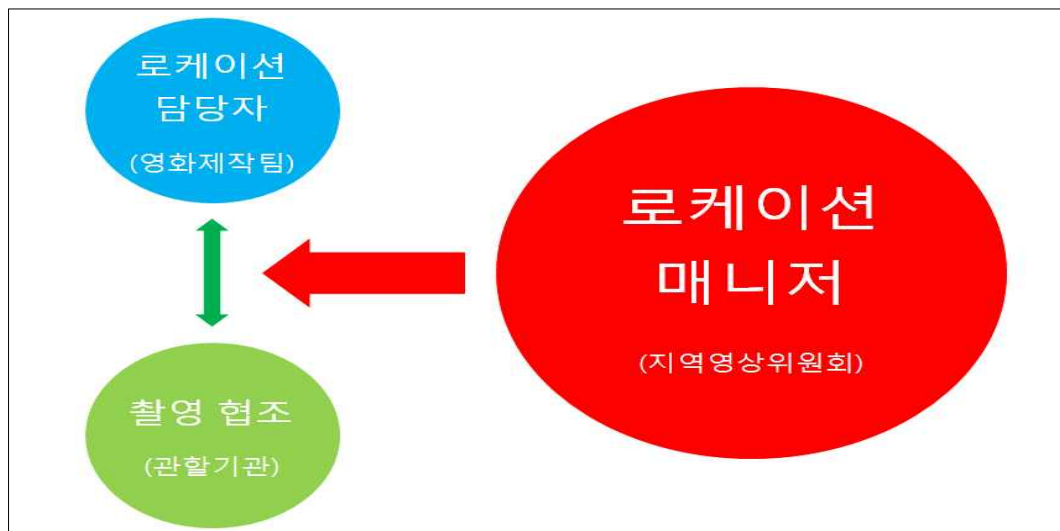 로케이션
담당자
(영화제작팀)
로케이션
매니저
(지역영상위원회)
촬영 협조
(관할기관)